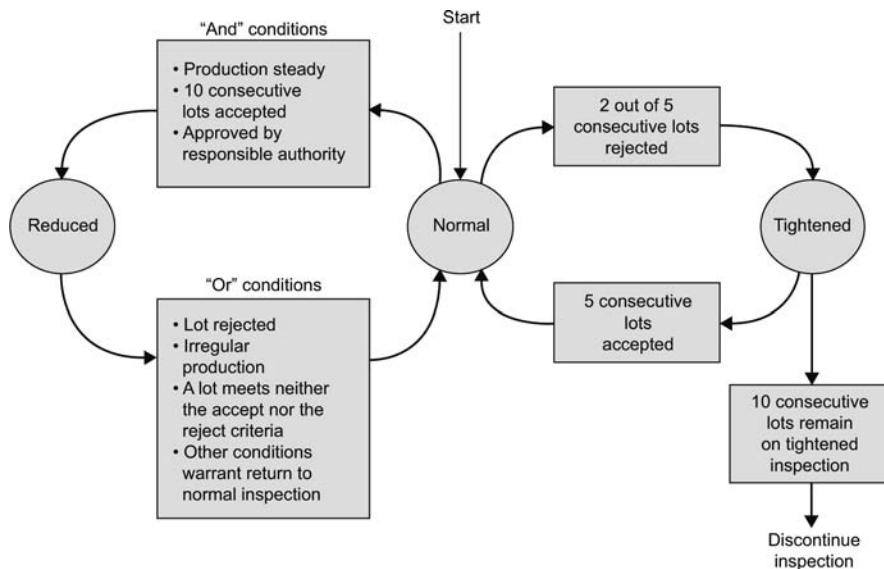 Start
“And” conditions
• Production steady
• 10 consecutive
lots accepted
• Approved by
responsible authority
2 out of 5
consecutive lots
rejected
Reduced
Normal
Tightened
“Or” conditions
• Lot rejected
• Irregular
production
• A lot meets neither
the accept nor the
reject criteria
• Other conditions
warrant return to
normal inspection
5 consecutive
lots
accepted
10 consecutive
lots remain
on tightened
inspection
Discontinue
inspection